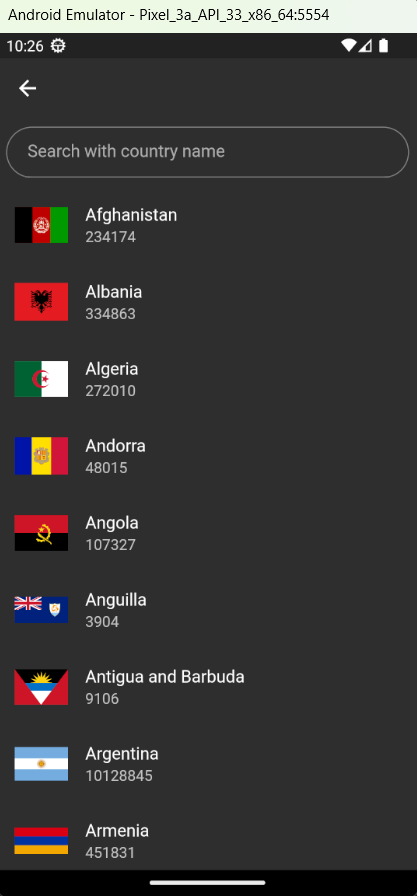 Android Emulator - Pixel_3a_API_33_x86_64:5554
10:26
Search with country name
Afghanistan
234174
Albania
334863
Algeria
272010
Andorra
48015
Angola
107327
Anguilla
3904
Antigua and Barbuda
9106
Argentina
10128845
Armenia
451831